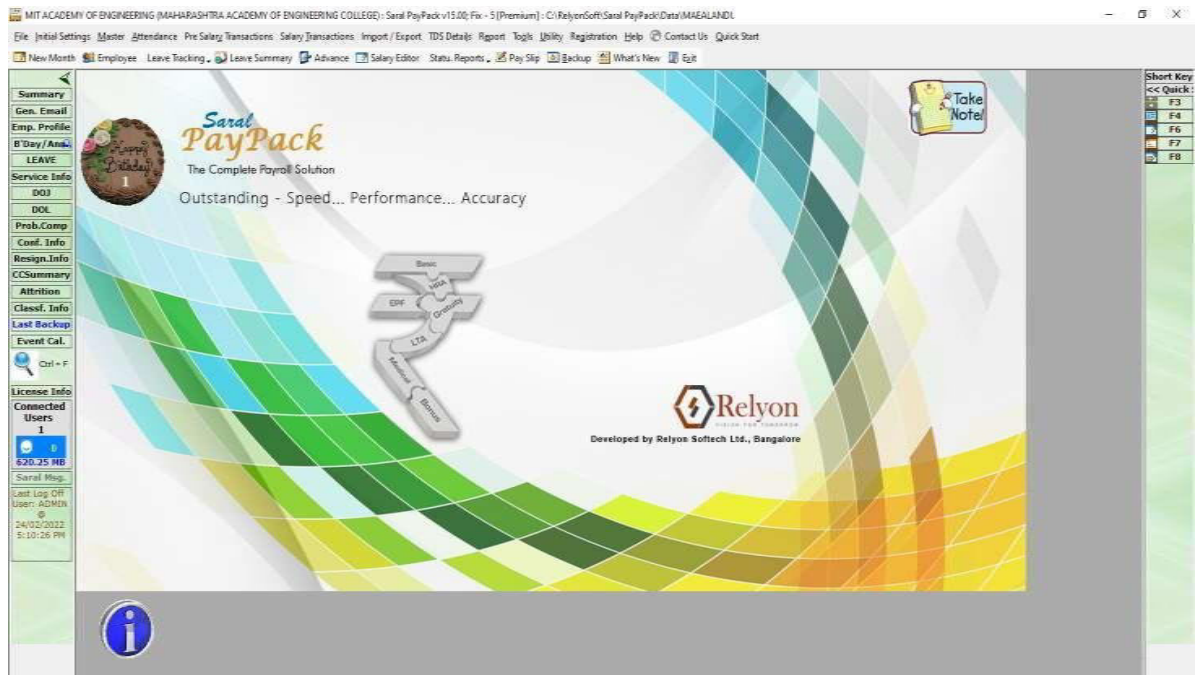 MIT ACADEMY OF ENGINEERING (MAHARASHTRA ACADEMY OF ENGINEERING COLLEGE) : Saral PayPack v15.00; Fix - 5 [Premium] : C:\RelyonSoft\Saral PayPack\Data\MAEALANDI.
File Initial Settings Master Attendance Pre Salary Transactions Salary Transactions Import / Export TDS Details Report Togls Utility Registration Help Contact Us Quick Start
New Month Employee Leave Tracking Leave Summary Advance Salary Editor Statu. Reports Pay Slip Backup What's New Exit
Summary
Gen. Email
Emp. Profile
B'Day/Ann.
LEAVE
Service Info
DOJ
DOL
Prob.Comp
Conf. Info
Resign.Info
CCSummary
Attrition
Classf. Info
Last Backup
Event Cal.
Ctrl + F
License Info
Connected
Users
1
0
620.25 MB
Saral Msg.
Last Log Off
User: ADMIN
@
24/02/2022
5:10:26 PM
Happy
Birthday
1
Saral
PayPack
The Complete Payroll Solution
Outstanding - Speed... Performance... Accuracy
Basic
HRA
EPF
Gratuity
LTA
Medical
Bonus
Relyon
Developed by Relyon Softech Ltd., Bangalore
Take
Note!
i
Short Key
<< Quick :
F3
F4
F6
F7
F8